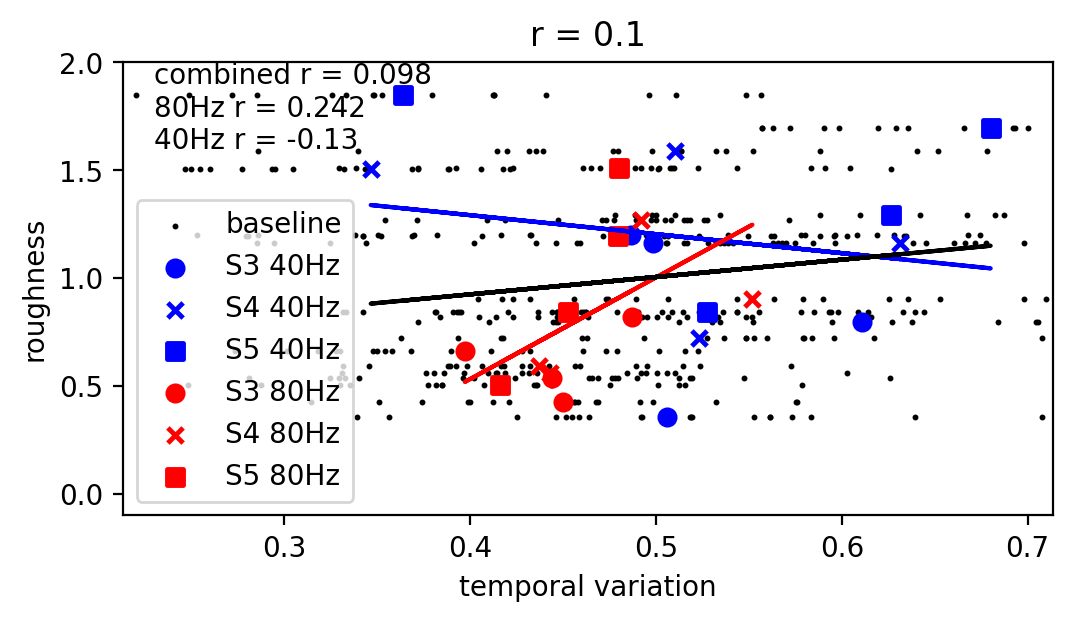 r = 0.1
combined r = 0.098
80Hz r = 0.242
40Hz r = -0.13
baseline
S3 40Hz
S4 40Hz
S5 40Hz
S3 80Hz
S4 80Hz
S5 80Hz
2.0
1.5
1.0
0.5
0.0
roughness
0.3 0.4 0.5 0.6 0.7
temporal variation